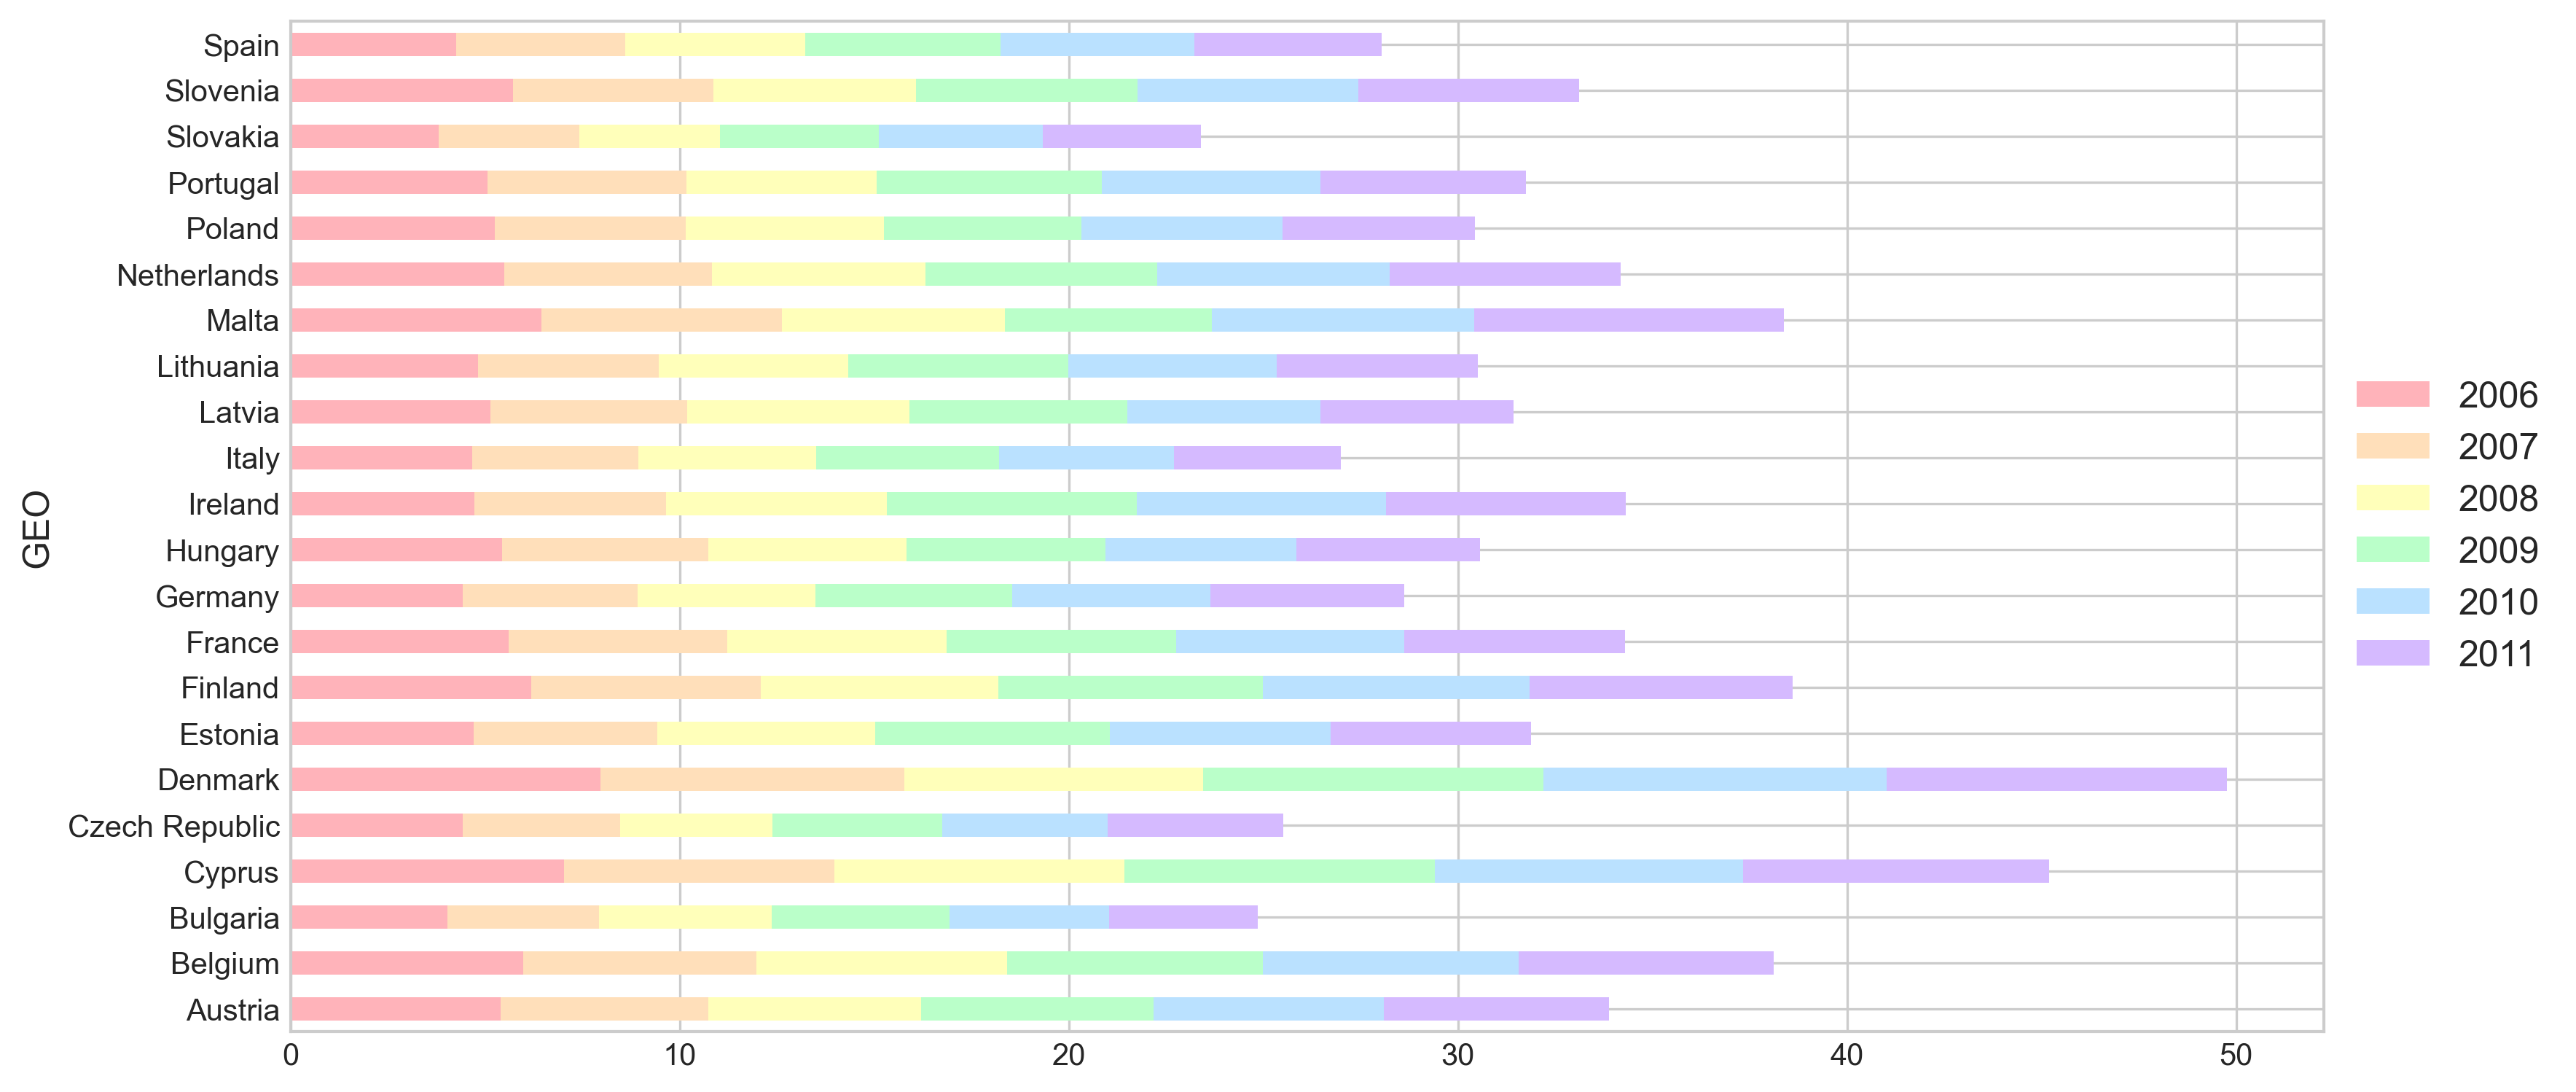 GEO
Spain
Slovenia
Slovakia
Portugal
Poland
Netherlands
Malta
Lithuania
Latvia
Italy
Ireland
Hungary
Germany
France
Finland
Estonia
Denmark
Czech Republic
Cyprus
Bulgaria
Belgium
Austria
0 10 20 30 40 50
2006
2007
2008
2009
2010
2011